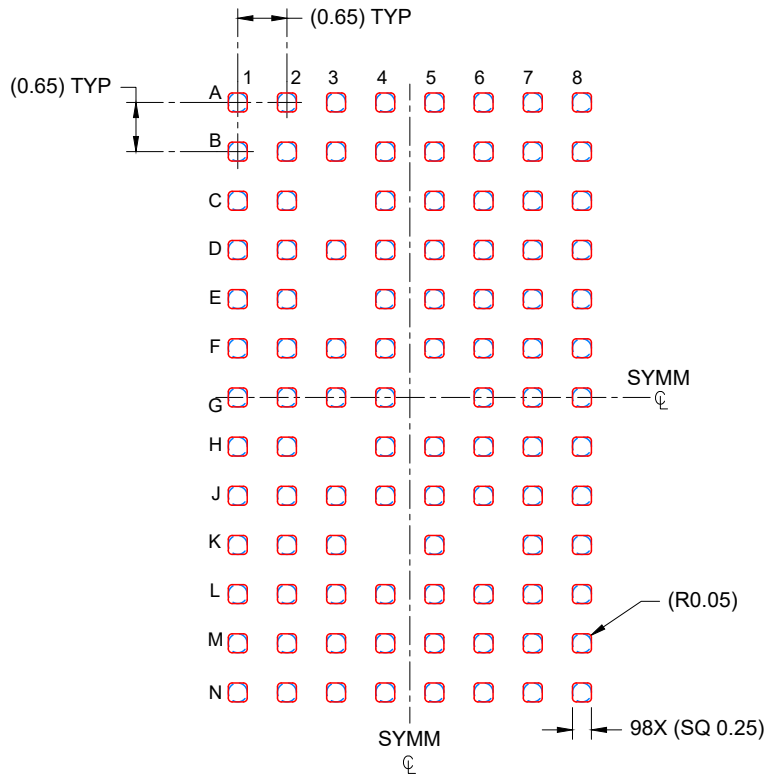 (0.65) TYP
(0.65) TYP
1 2 3 4 5 6 7 8
A
B
C
D
E
F
SYMM
G
H
J
K
L
(R0.05)
M
N
98X (SQ 0.25)
SYMM